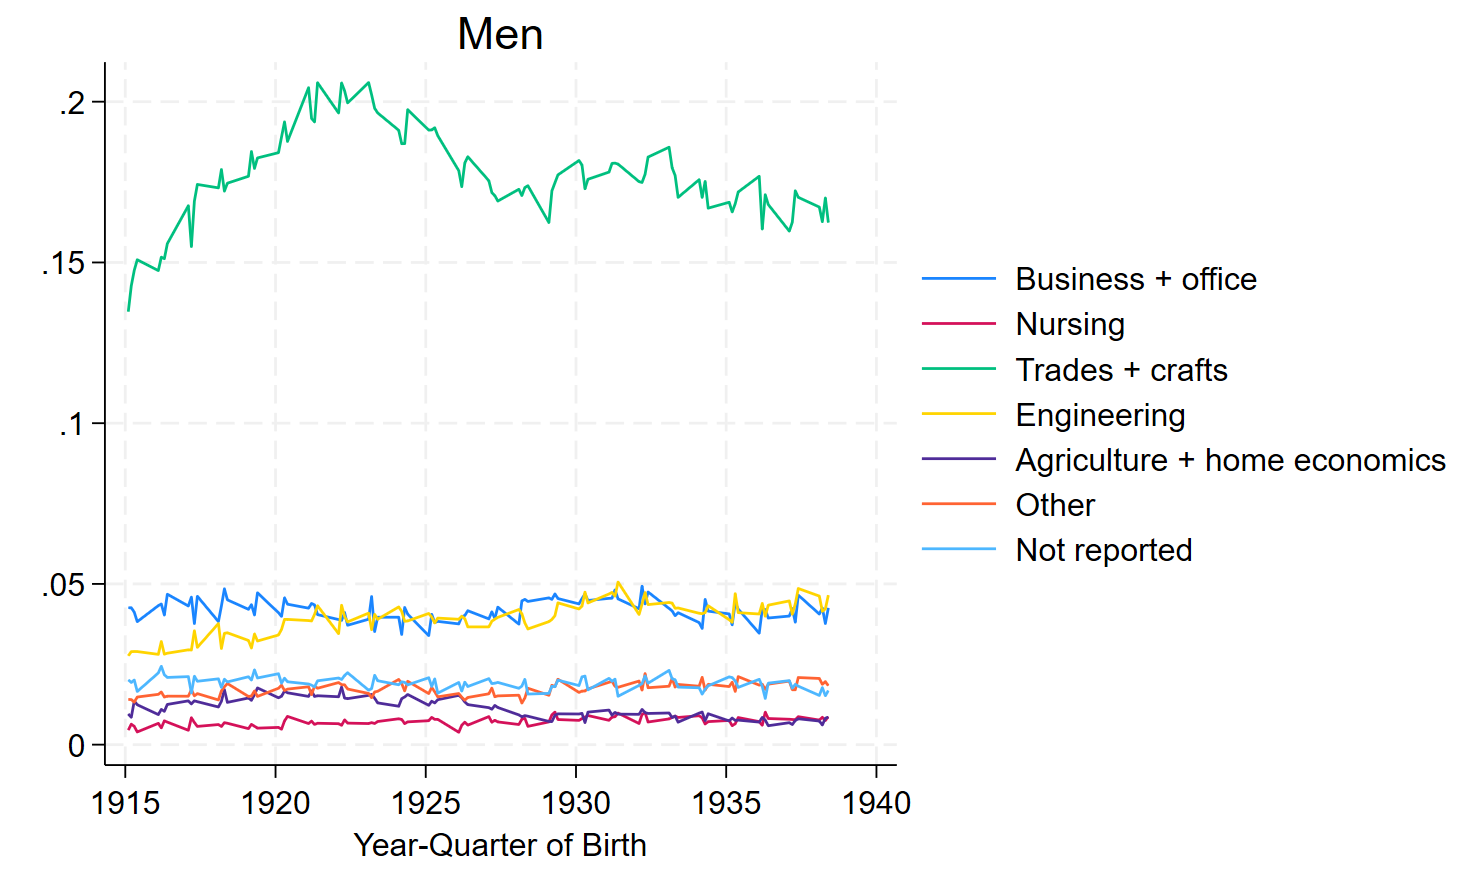 Men
.2
.15
.1
.05
0
1915 1920 1925 1930 1935 1940
Year-Quarter of Birth
Business + office
Nursing
Trades + crafts
Engineering
Agriculture + home economics
Other
Not reported